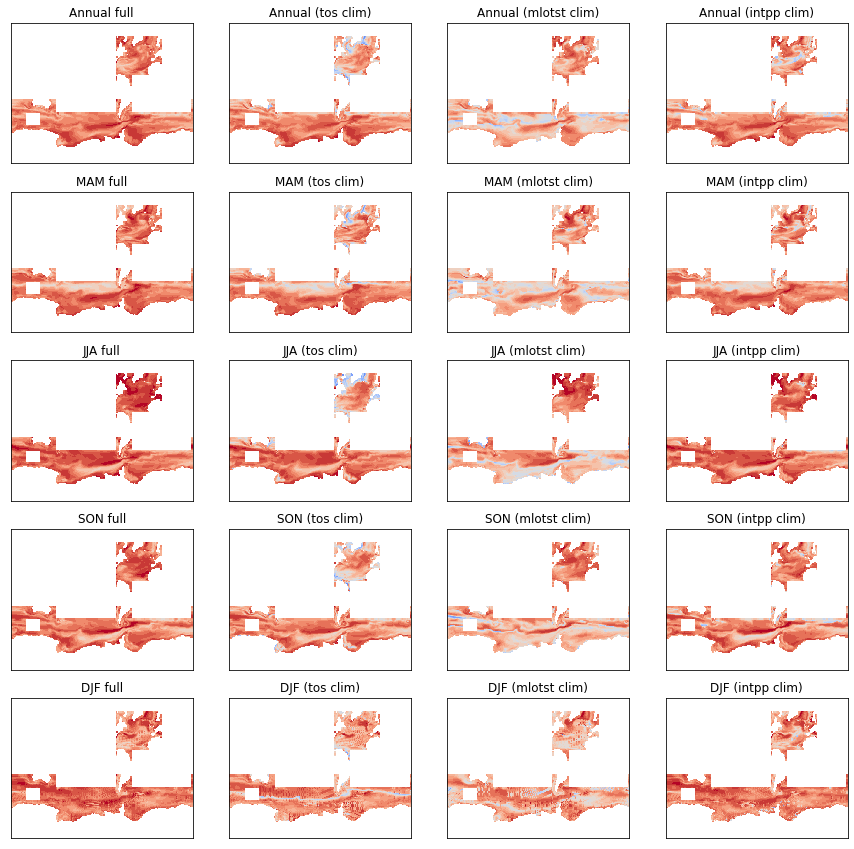 Annual full
Annual (tos clim)
Annual (mlotst clim)
Annual (intpp clim)
MAM full
MAM (tos clim)
MAM (mlotst clim)
MAM (intpp clim)
JJA full
JJA (tos clim)
JJA (mlotst clim)
JJA (intpp clim)
SON full
SON (tos clim)
SON (mlotst clim)
SON (intpp clim)
DJF full
DJF (tos clim)
DJF (mlotst clim)
DJF (intpp clim)